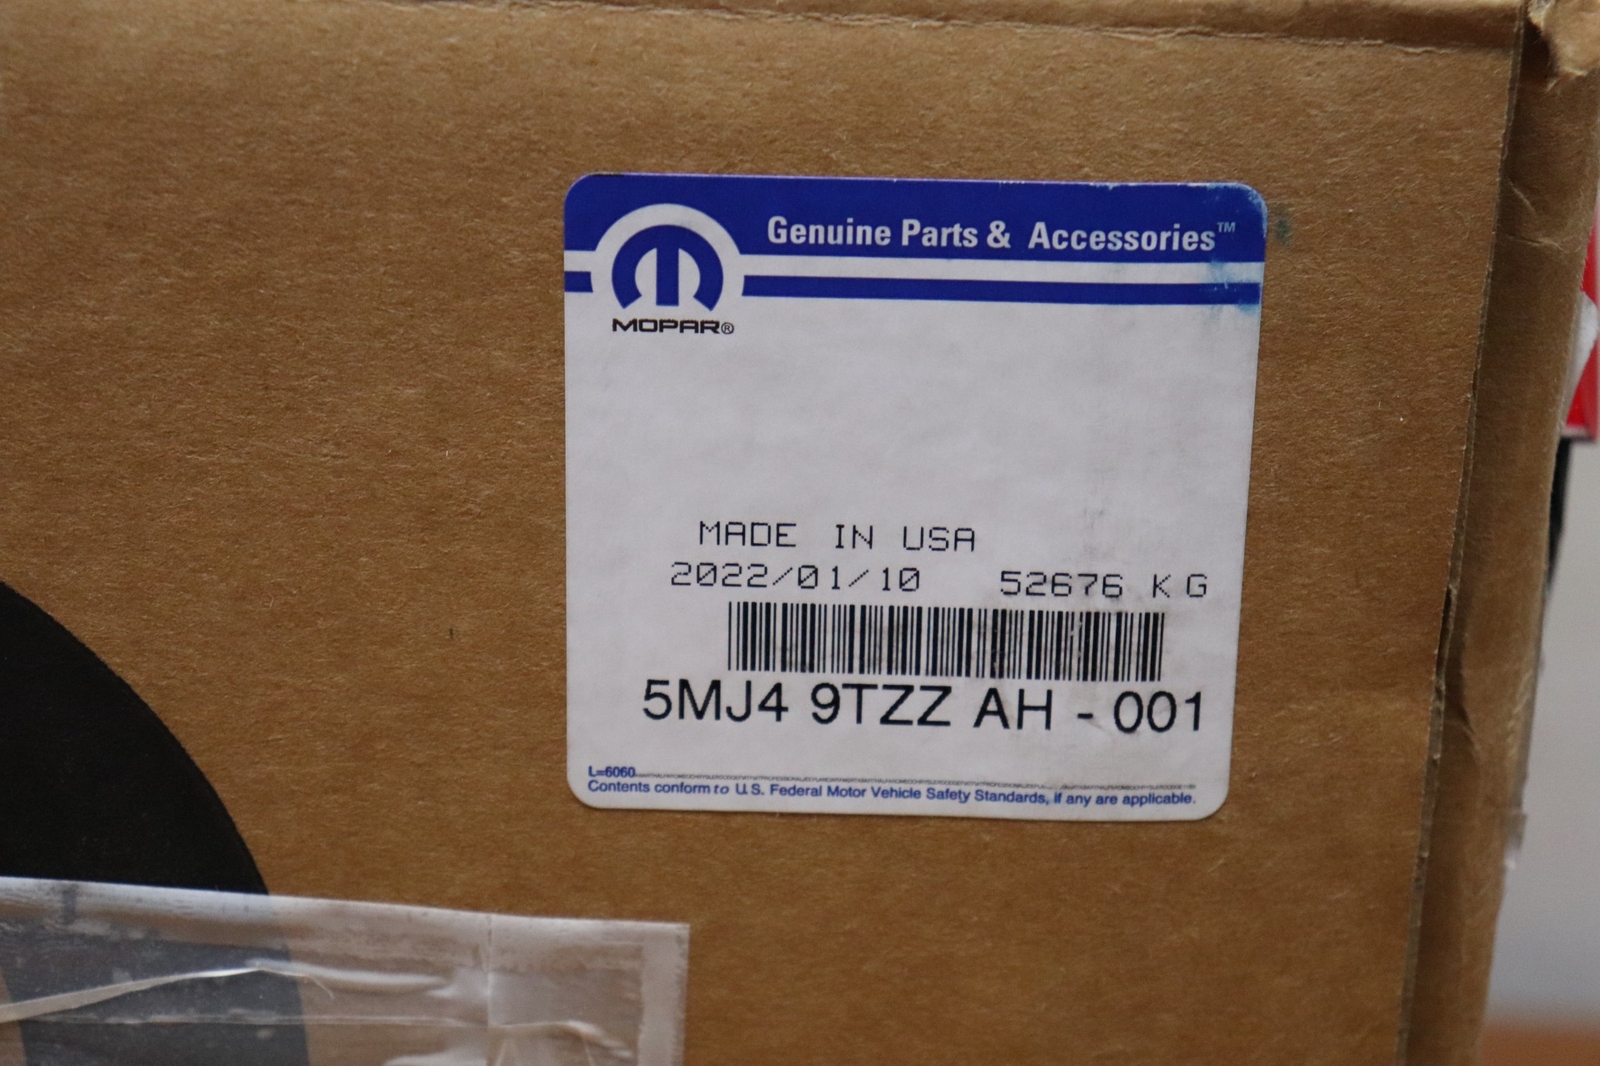 Genuine Parts & Accessories™
MOPAR®
MADE IN USA
2022/01/10 52676 KG
5MJ4 9TZZ AH - 001
L=6060
Contents conform to U.S. Federal Motor Vehicle Safety Standards, if any are applicable.